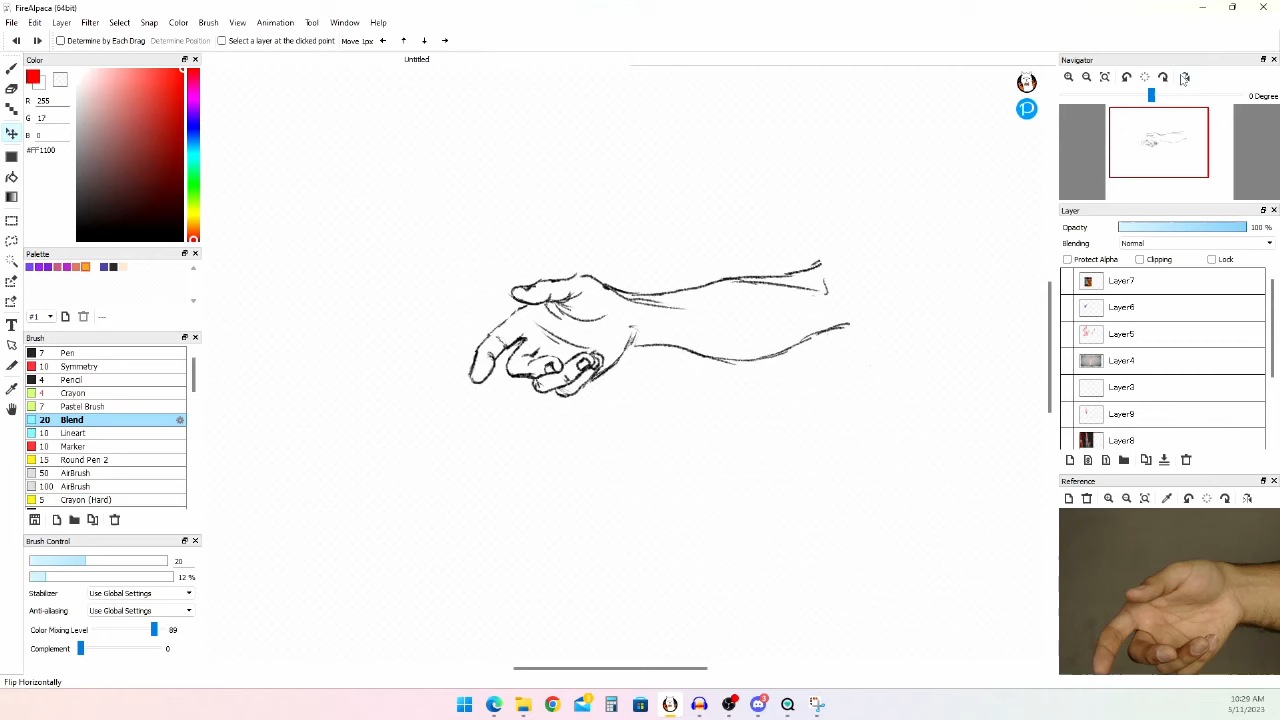 FireAlpaca (64bit)
File Edit Layer Filter Select Snap Color Brush View Animation Tool Window Help
Determine by Each Drag Determine Position Select a layer at the clicked point Move 1px
Color
Untitled
Navigator
R 255
G 17
B 0
#FF1100
0 Degree
Layer
Opacity 100 %
Blending Normal
Protect Alpha Clipping Lock
Palette
#1 ---
Layer7
Layer6
Layer5
Layer4
Layer3
Layer9
Layer8
Brush
7 Pen
10 Symmetry
4 Pencil
4 Crayon
7 Pastel Brush
20 Blend
10 Lineart
10 Marker
15 Round Pen 2
50 AirBrush
100 AirBrush
5 Crayon (Hard)
Reference
Brush Control
20
12 %
Stabilizer Use Global Settings
Anti-aliasing Use Global Settings
Color Mixing Level 89
Complement 0
Flip Horizontally
10:29 AM
5/11/2023